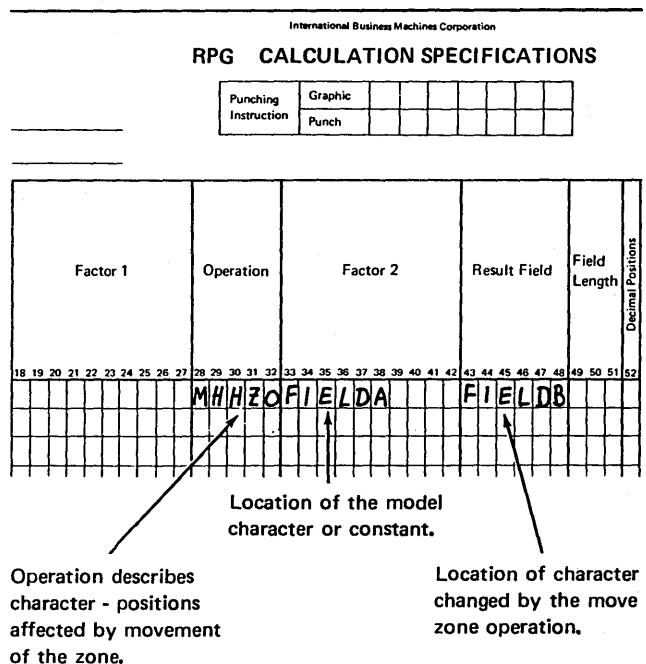 International Business Machines Corporation
RPG CALCULATION SPECIFICATIONS
Punching
Instruction
Graphic
Punch
Factor 1
Operation
Factor 2
Result Field
Field
Length
Decimal Positions
18 19 20 21 22 23 24 25 26 27 28 29 30 31 32 33 34 35 36 37 38 39 40 41 42 43 44 45 46 47 48 49 50 51 52
MHHZOFIELDA FIELDB
Location of the model
character or constant.
Operation describes
character - positions
affected by movement
of the zone.
Location of character
changed by the move
zone operation.